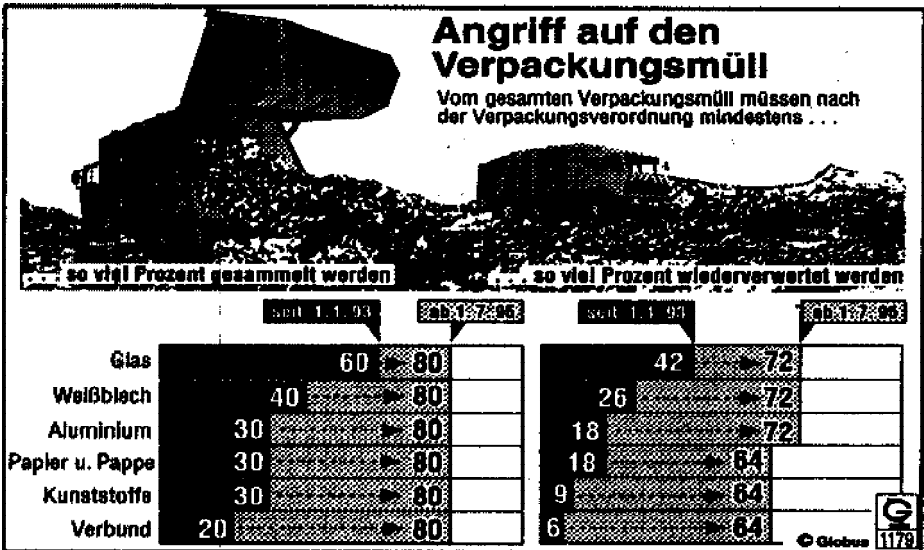 Angriff auf den
Verpackungsmüll
Vom gesamten Verpackungsmüll müssen nach
der Verpackungsverordnung mindestens . . .
. . . so viel Prozent gesammelt werden
. . . so viel Prozent wiederverwertet werden
seit 1.1.93 ab 1.7.95 seit 1.1.93 ab 1.7.95
Glas 60 80 42 72
Weißblech 40 80 26 72
Aluminium 30 80 18 72
Papier u. Pappe 30 80 18 64
Kunststoffe 30 80 9 64
Verbund 20 80 6 64
© Globus
G
1179